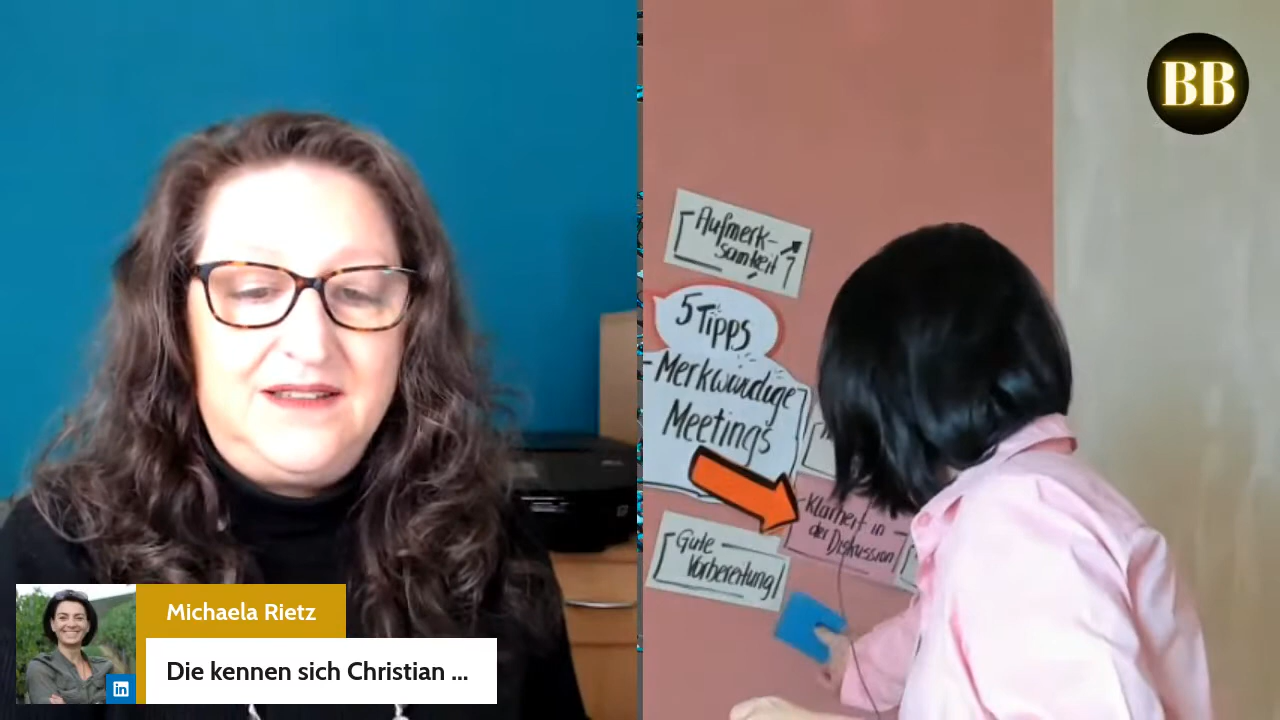 BB
Aufmerk-
samkeit
5 Tipps
Merkwürdige
Meetings
Klarheit in
der Diskussion
Gute
Vorbereitung
Michaela Rietz
Die kennen sich Christian ...
in